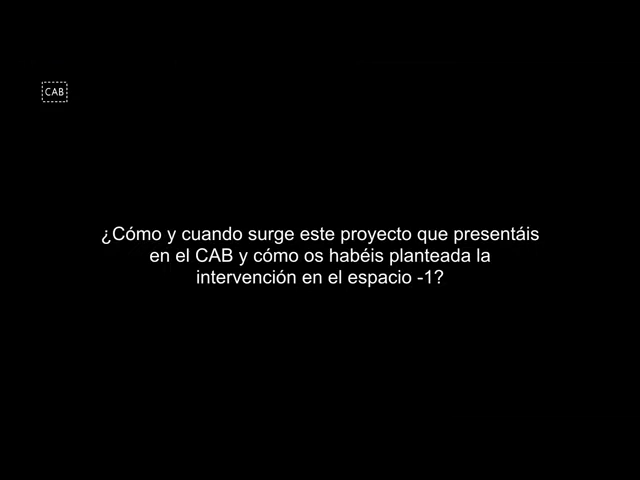 CAB
¿Cómo y cuando surge este proyecto que presentáis
en el CAB y cómo os habéis planteada la
intervención en el espacio -1?